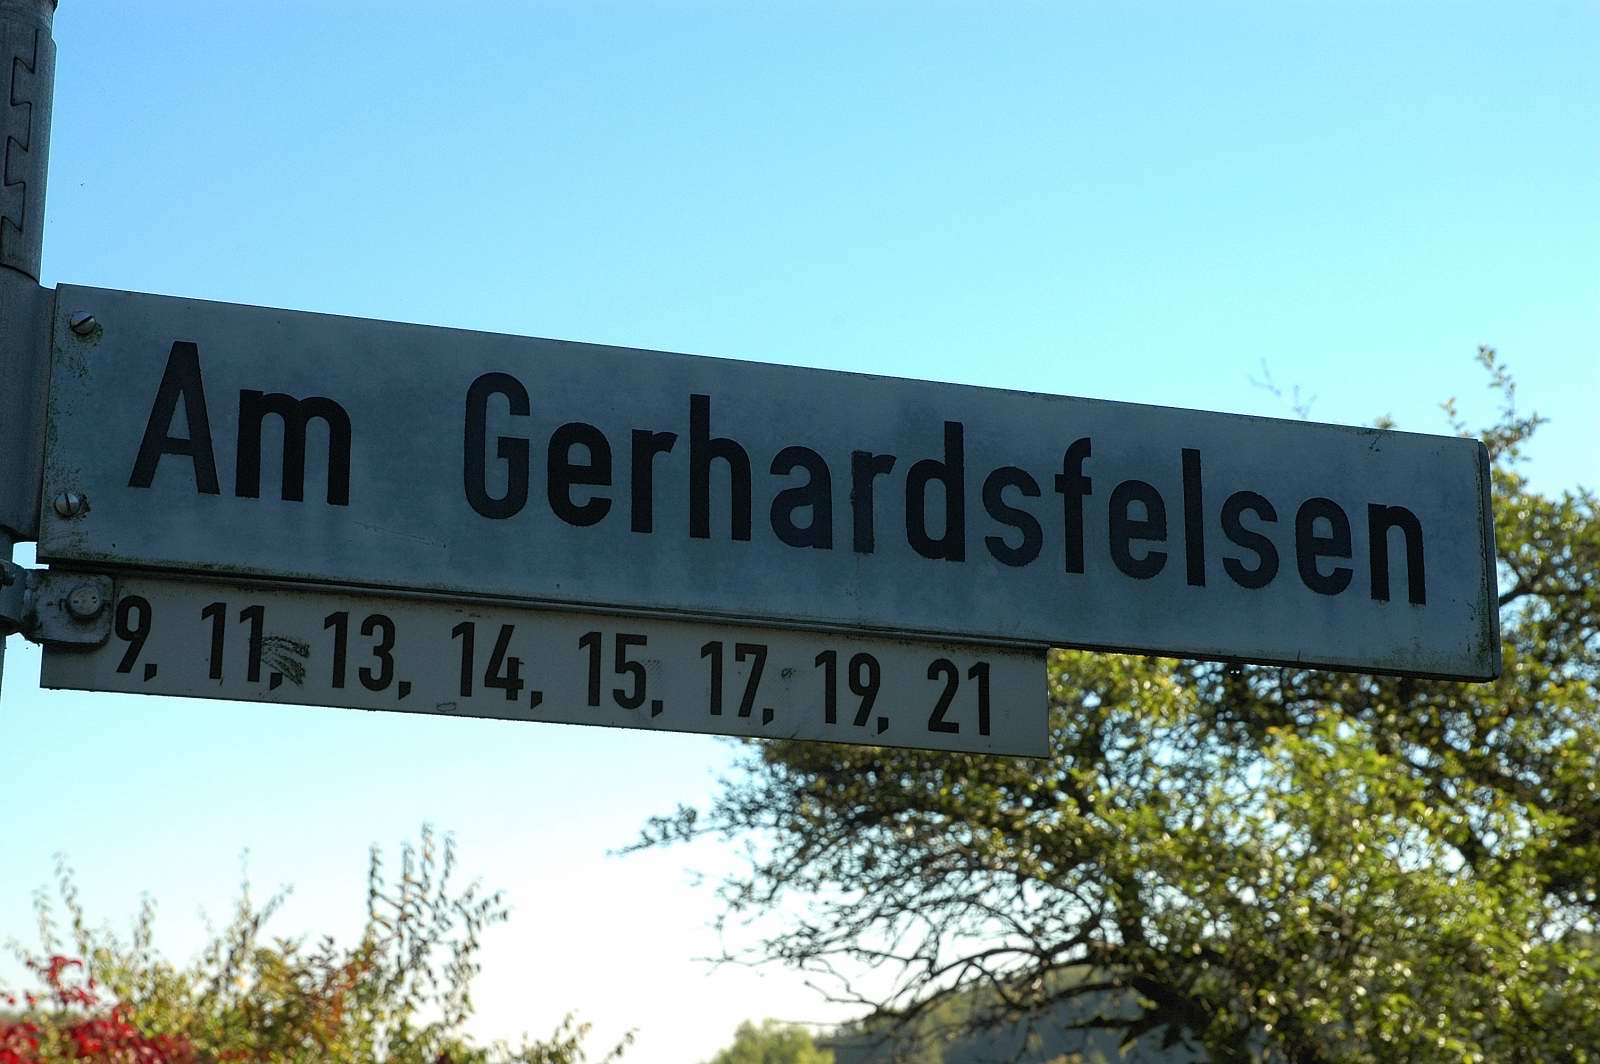 Am Gerhardsfelsen
9, 11, 13, 14, 15, 17, 19, 21